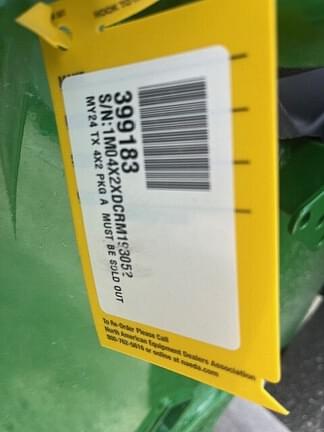 399183
S/N:1M04X2XDCRM193052
MY24 TX 4X2 PKG A MUST BE SOLD OUT
To Re-Order Please Call
North American Equipment Dealers Association
800-762-5616 or online at naeda.com